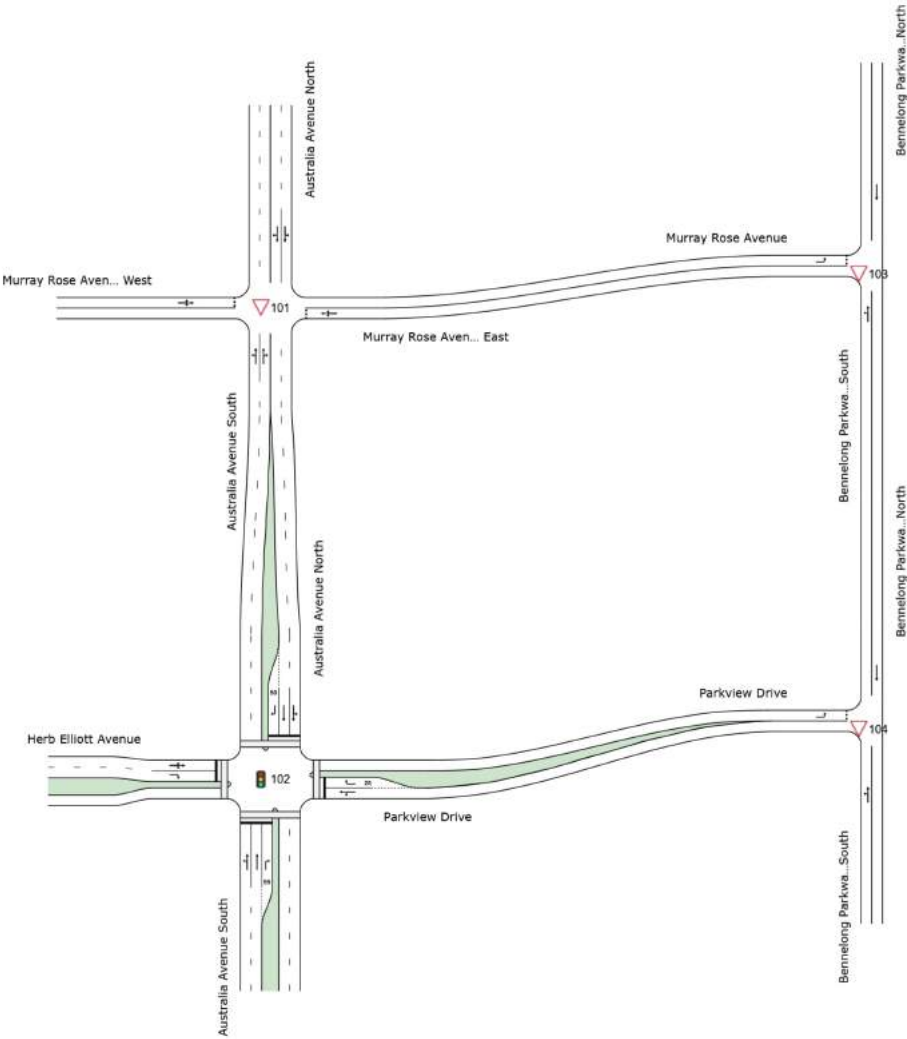 Bennelong Parkwa...North
Australia Avenue North
Murray Rose Avenue
Murray Rose Aven... West
103
101
Murray Rose Aven... East
Bennelong Parkwa...South
Australia Avenue South
Bennelong Parkwa...North
Australia Avenue North
Parkview Drive
50
104
Herb Elliott Avenue
102
Parkview Drive
Bennelong Parkwa...South
Australia Avenue South